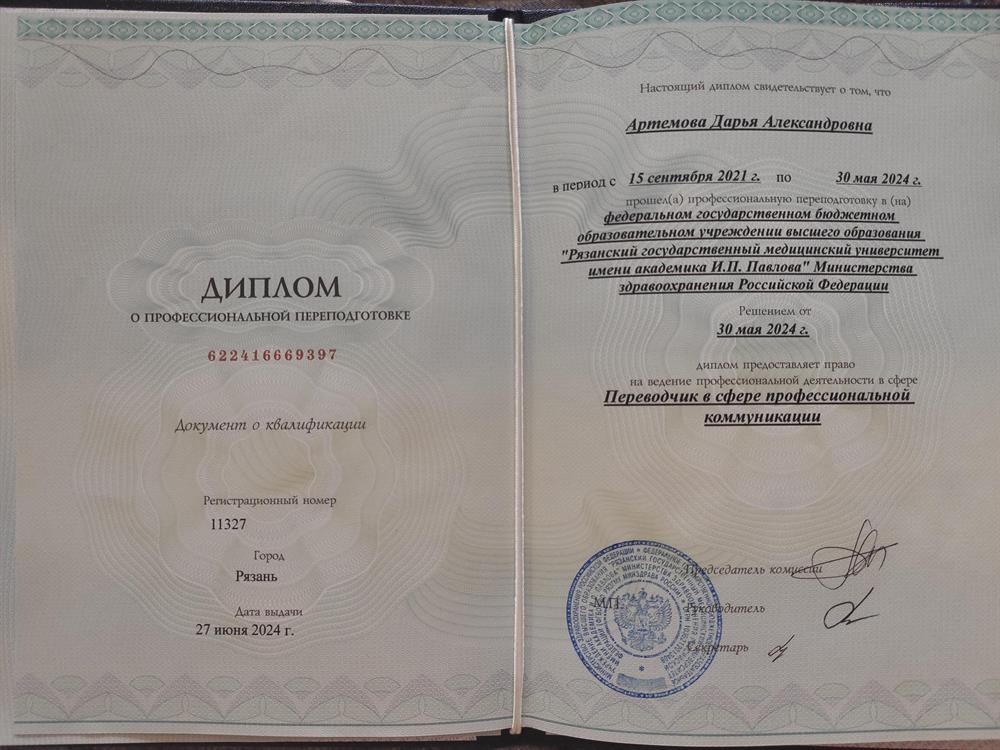 ДИПЛОМ
О ПРОФЕССИОНАЛЬНОЙ ПЕРЕПОДГОТОВКЕ
622416669397
Документ о квалификации
Регистрационный номер
11327
Город
Рязань
Дата выдачи
27 июня 2024 г.
Настоящий диплом свидетельствует о том, что
Артемова Дарья Александровна
в период с 15 сентября 2021 г. по 30 мая 2024 г.
прошел(а) профессиональную переподготовку в (на)
федеральном государственном бюджетном
образовательном учреждении высшего образования
"Рязанский государственный медицинский университет
имени академика И.П. Павлова" Министерства
здравоохранения Российской Федерации
Решением от
30 мая 2024 г.
диплом предоставляет право
на ведение профессиональной деятельности в сфере
Переводчик в сфере профессиональной
коммуникации
Председатель комиссии
М.П.
Руководитель
Секретарь